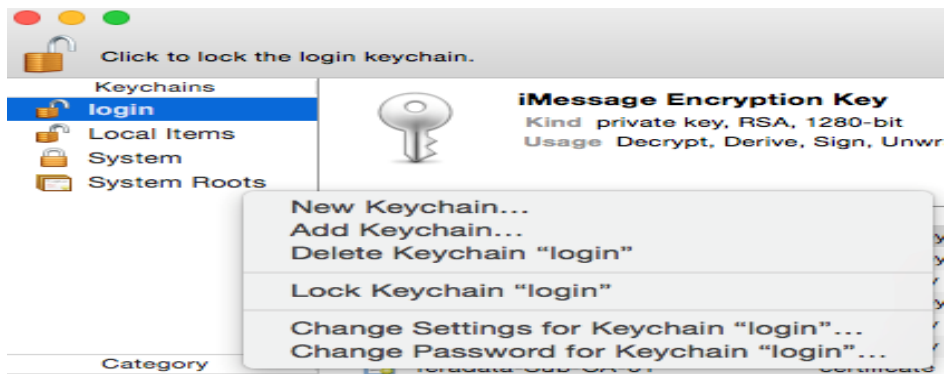 Click to lock the login keychain.
Keychains
login
Local Items
System
System Roots
iMessage Encryption Key
Kind private key, RSA, 1280-bit
Usage Decrypt, Derive, Sign, Unwr
New Keychain...
Add Keychain...
Delete Keychain “login”
Lock Keychain “login”
Change Settings for Keychain “login”...
Change Password for Keychain “login”...
Category